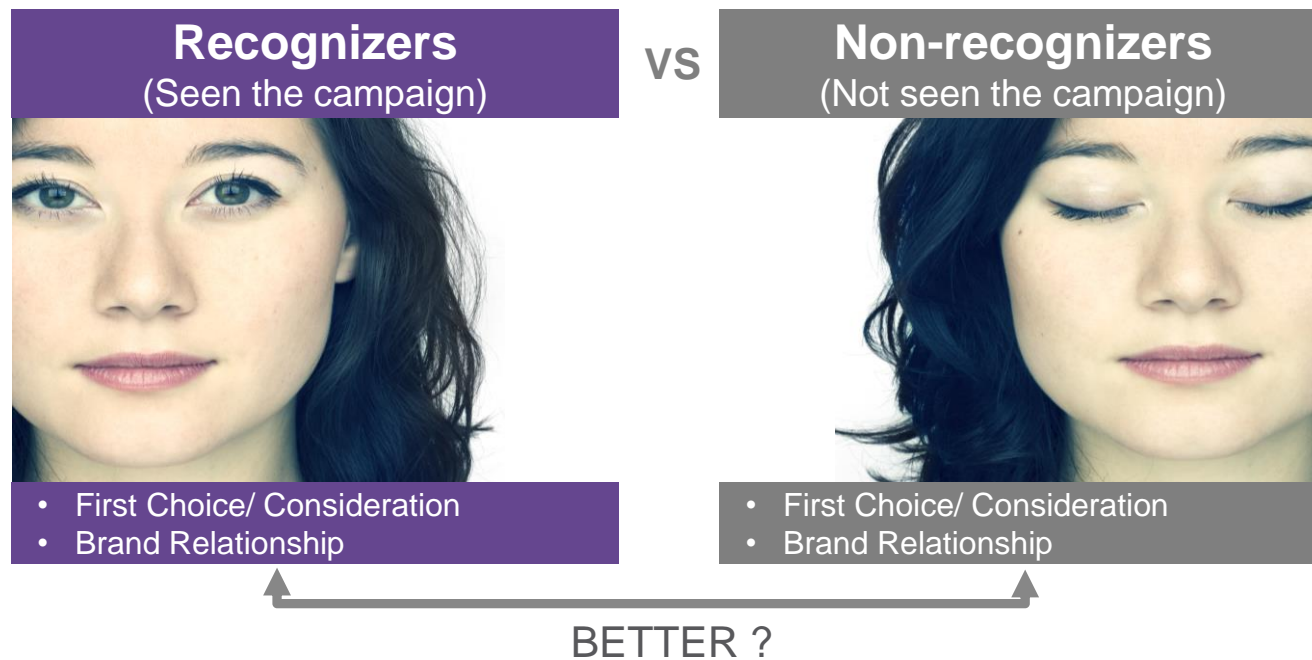 Recognizers
(Seen the campaign)
VS
Non-recognizers
(Not seen the campaign)
• First Choice/ Consideration
• Brand Relationship
• First Choice/ Consideration
• Brand Relationship
BETTER ?